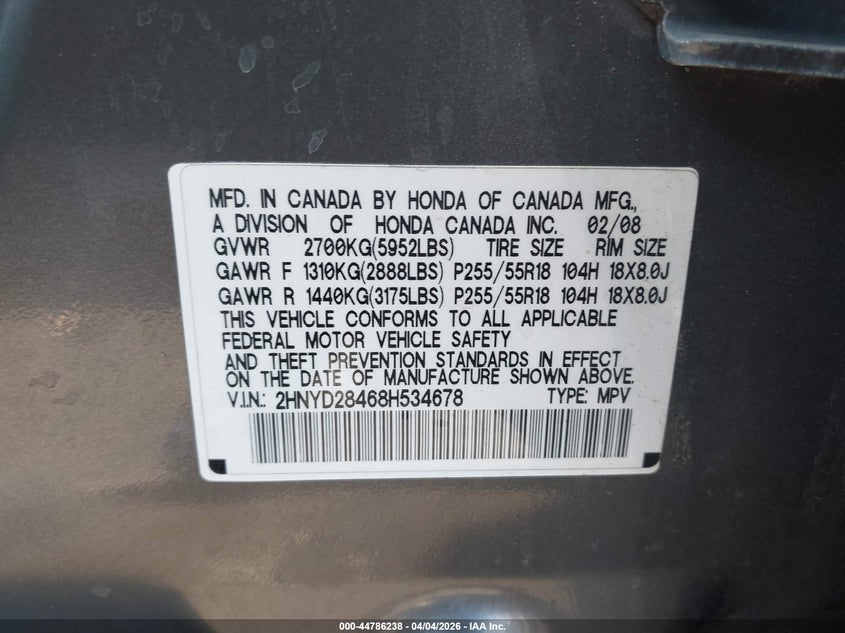 MFD. IN CANADA BY HONDA OF CANADA MFG.,
A DIVISION OF HONDA CANADA INC. 02/08
GVWR 2700KG(5952LBS) TIRE SIZE RIM SIZE
GAWR F 1310KG(2888LBS) P255/55R18 104H 18X8.0J
GAWR R 1440KG(3175LBS) P255/55R18 104H 18X8.0J
THIS VEHICLE CONFORMS TO ALL APPLICABLE
FEDERAL MOTOR VEHICLE SAFETY
AND THEFT PREVENTION STANDARDS IN EFFECT
ON THE DATE OF MANUFACTURE SHOWN ABOVE.
V.I.N.: 2HNYD28468H534678 TYPE: MPV
000-44786238 - 04/04/2026 - IAA Inc.